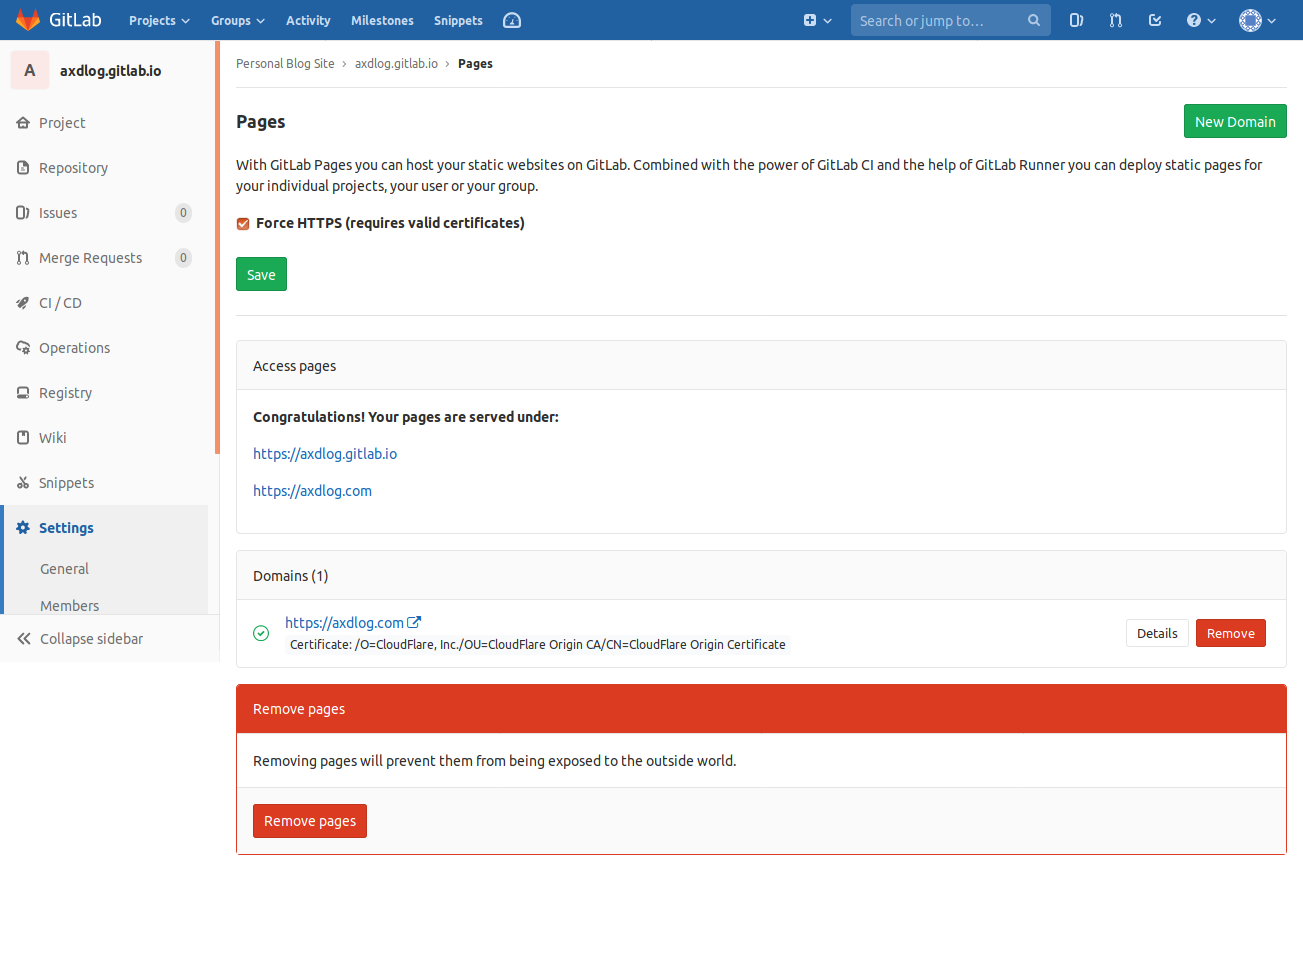 GitLab Projects Groups Activity Milestones Snippets Search or jump to...
A axdlog.gitlab.io
Project
Repository
Issues 0
Merge Requests 0
CI / CD
Operations
Registry
Wiki
Snippets
Settings
General
Members
Collapse sidebar
Personal Blog Site › axdlog.gitlab.io › Pages
Pages
New Domain
With GitLab Pages you can host your static websites on GitLab. Combined with the power of GitLab CI and the help of GitLab Runner you can deploy static pages for
your individual projects, your user or your group.
Force HTTPS (requires valid certificates)
Save
Access pages
Congratulations! Your pages are served under:
https://axdlog.gitlab.io
https://axdlog.com
Domains (1)
https://axdlog.com
Certificate: /O=CloudFlare, Inc./OU=CloudFlare Origin CA/CN=CloudFlare Origin Certificate
Details Remove
Remove pages
Removing pages will prevent them from being exposed to the outside world.
Remove pages